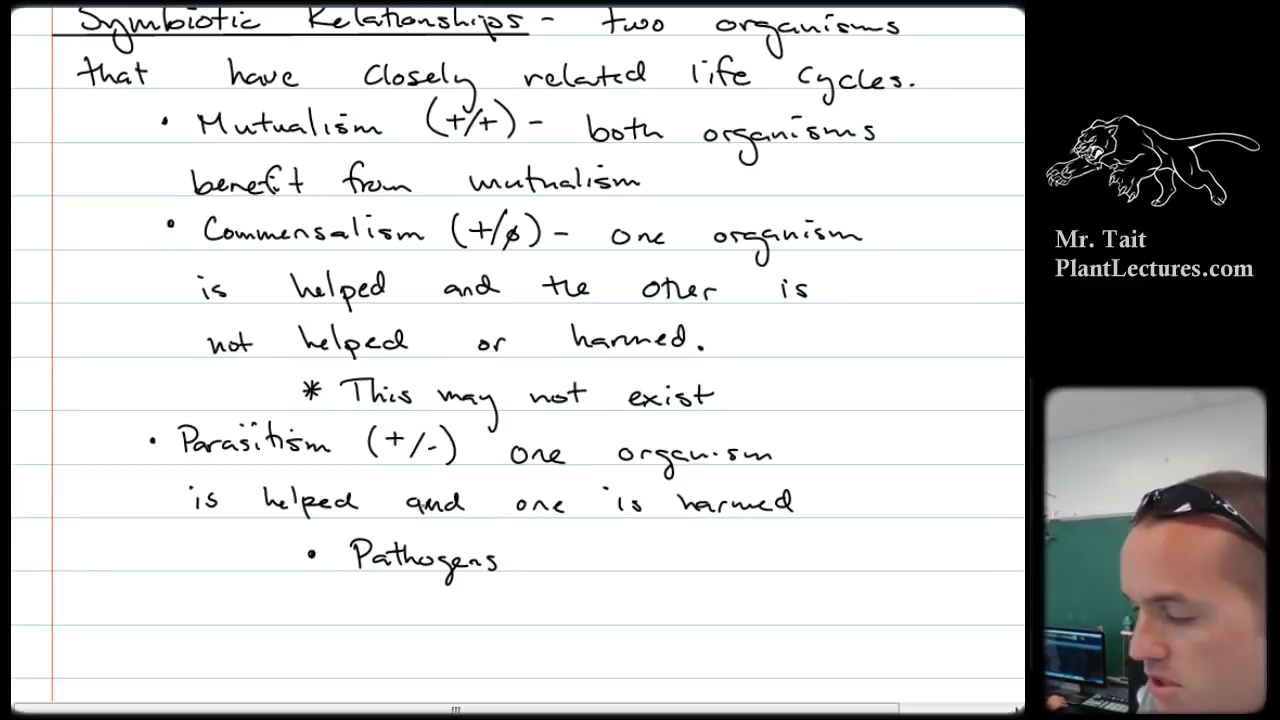 Symbiotic Relationships - two organisms
that have closely related life cycles.
• Mutualism (+/+) - both organisms
benefit from mutualism
• Commensalism (+/ø) - one organism
is helped and the other is
not helped or harmed.
* This may not exist
• Parasitism (+/-) one organism
is helped and one is harmed
• Pathogens
Mr. Tait
PlantLectures.com